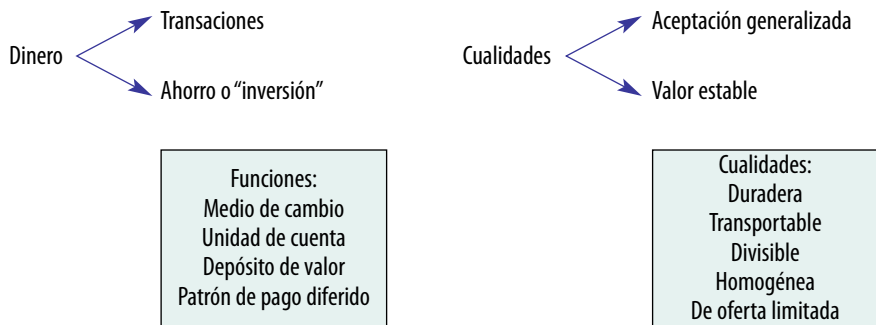 Dinero
Transaciones
Ahorro o “inversión”
Cualidades
Aceptación generalizada
Valor estable
Funciones:
Medio de cambio
Unidad de cuenta
Depósito de valor
Patrón de pago diferido
Cualidades:
Duradera
Transportable
Divisible
Homogénea
De oferta limitada